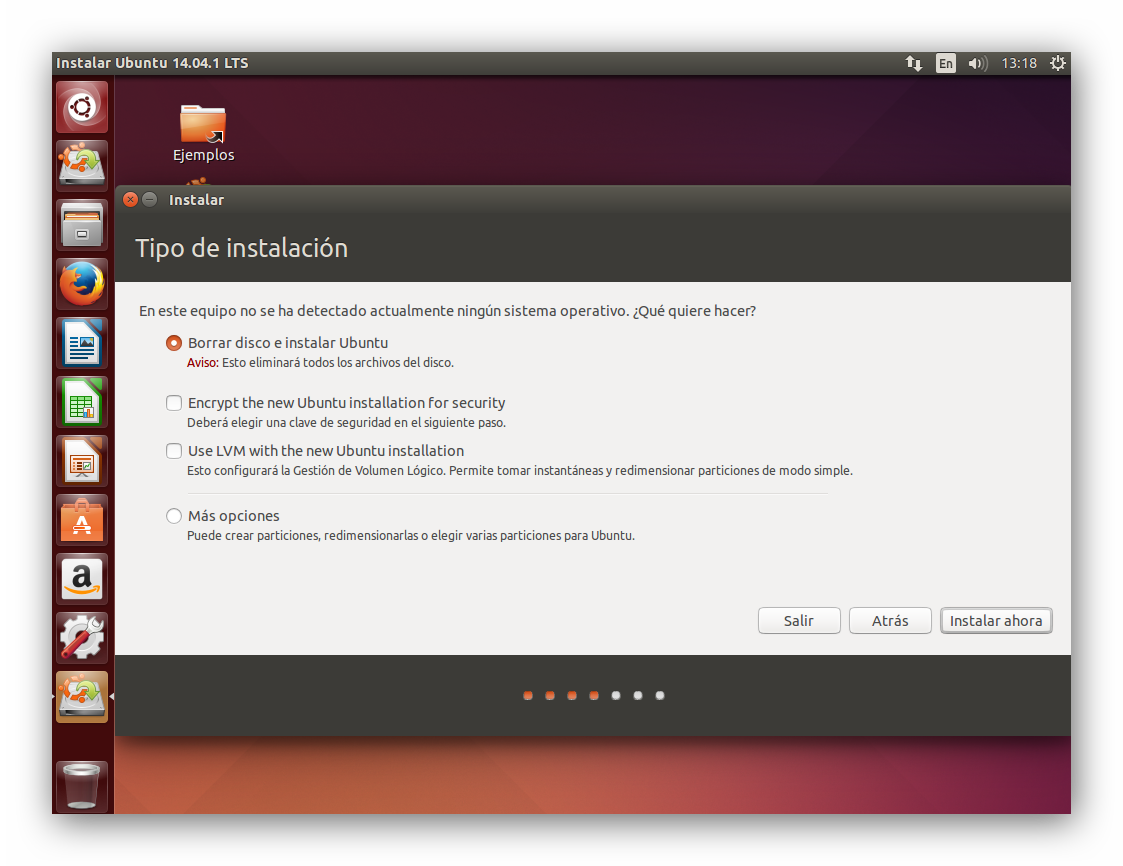 Instalar Ubuntu 14.04.1 LTS
En
13:18
Ejemplos
Instalar
Tipo de instalación
En este equipo no se ha detectado actualmente ningún sistema operativo. ¿Qué quiere hacer?
Borrar disco e instalar Ubuntu
Aviso: Esto eliminará todos los archivos del disco.
Encrypt the new Ubuntu installation for security
Deberá elegir una clave de seguridad en el siguiente paso.
Use LVM with the new Ubuntu installation
Esto configurará la Gestión de Volumen Lógico. Permite tomar instantáneas y redimensionar particiones de modo simple.
Más opciones
Puede crear particiones, redimensionarlas o elegir varias particiones para Ubuntu.
Salir
Atrás
Instalar ahora